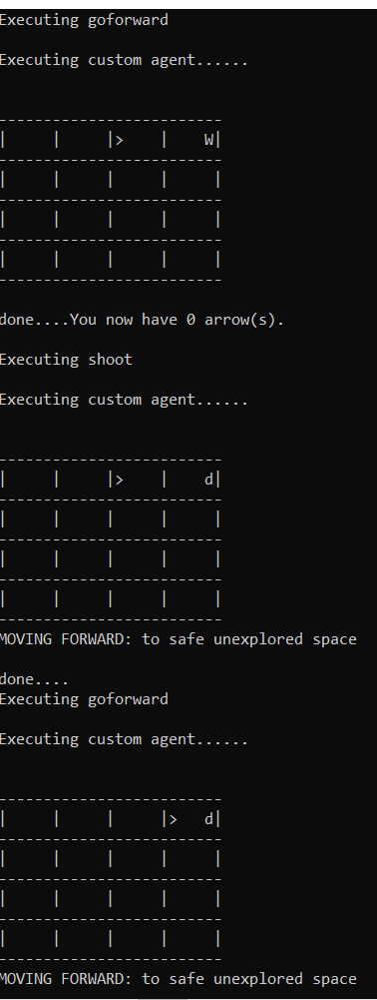 Executing goforward
Executing custom agent......
-------------------------
|     |     |>    |    W|
-------------------------
|     |     |     |     |
-------------------------
|     |     |     |     |
-------------------------
|     |     |     |     |
-------------------------
done....You now have 0 arrow(s).
Executing shoot
Executing custom agent......
-------------------------
|     |     |>    |    d|
-------------------------
|     |     |     |     |
-------------------------
|     |     |     |     |
-------------------------
|     |     |     |     |
-------------------------
MOVING FORWARD: to safe unexplored space
done....
Executing goforward
Executing custom agent......
-------------------------
|     |     |     |>   d|
-------------------------
|     |     |     |     |
-------------------------
|     |     |     |     |
-------------------------
|     |     |     |     |
-------------------------
MOVING FORWARD: to safe unexplored space